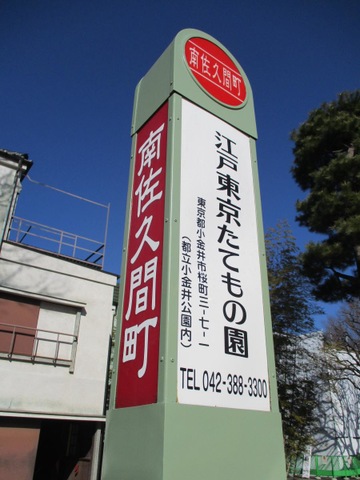 南佐久間町
南佐久間町
江戸東京たてもの園
東京都小金井市桜町三-七-一
(都立小金井公園内)
TEL 042-388-3300